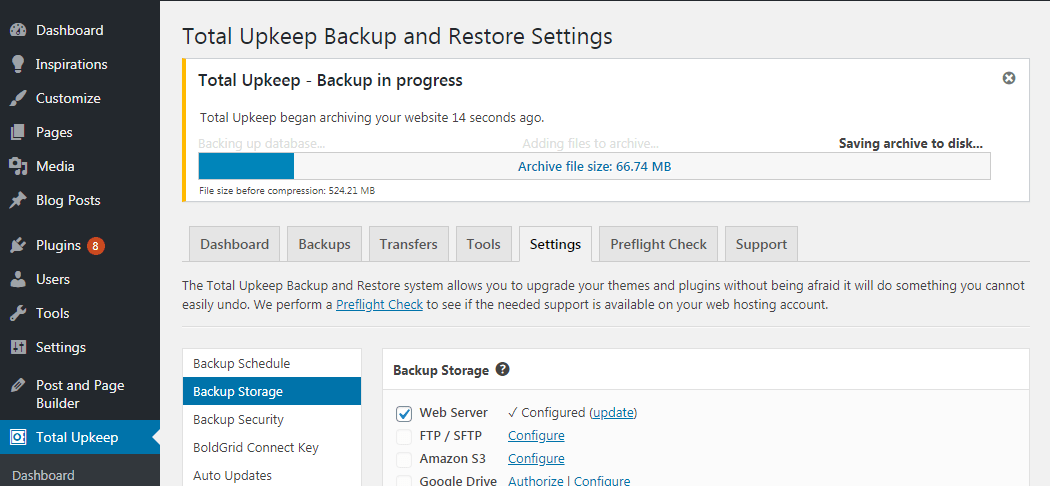 Dashboard
Inspirations
Customize
Pages
Media
Blog Posts
Plugins 8
Users
Tools
Settings
Post and Page
Builder
Total Upkeep
Dashboard
Total Upkeep Backup and Restore Settings
Total Upkeep - Backup in progress
Total Upkeep began archiving your website 14 seconds ago.
Backing up database... Adding files to archive... Saving archive to disk...
Archive file size: 66.74 MB
File size before compression: 524.21 MB
Dashboard Backups Transfers Tools Settings Preflight Check Support
The Total Upkeep Backup and Restore system allows you to upgrade your themes and plugins without being afraid it will do something you cannot
easily undo. We perform a Preflight Check to see if the needed support is available on your web hosting account.
Backup Schedule
Backup Storage
Backup Security
BoldGrid Connect Key
Auto Updates
Backup Storage ?
Web Server ✓ Configured (update)
FTP / SFTP Configure
Amazon S3 Configure
Google Drive Authorize | Configure